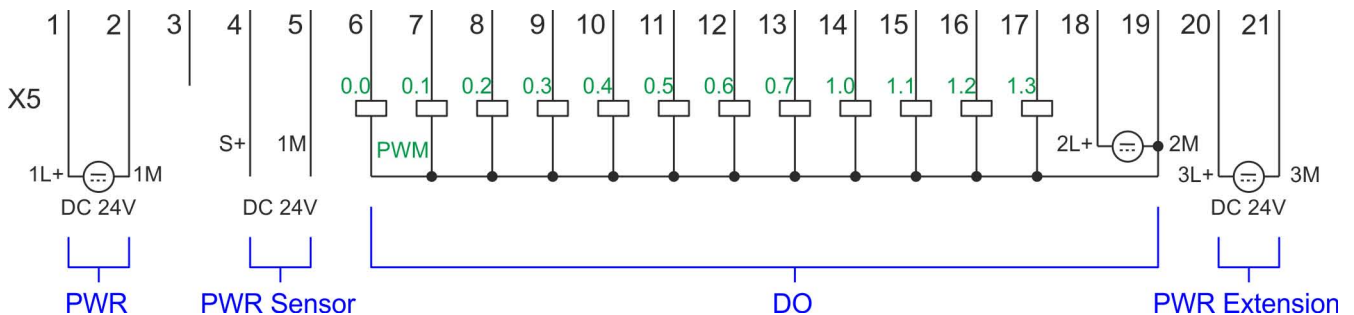 1 2 3 4 5 6 7 8 9 10 11 12 13 14 15 16 17 18 19 20 21
0.0 0.1 0.2 0.3 0.4 0.5 0.6 0.7 1.0 1.1 1.2 1.3
X5
S+ 1M PWM 2L+ 2M
1L+ 1M 3L+ 3M
DC 24V DC 24V DC 24V
PWR PWR Sensor DO PWR Extension